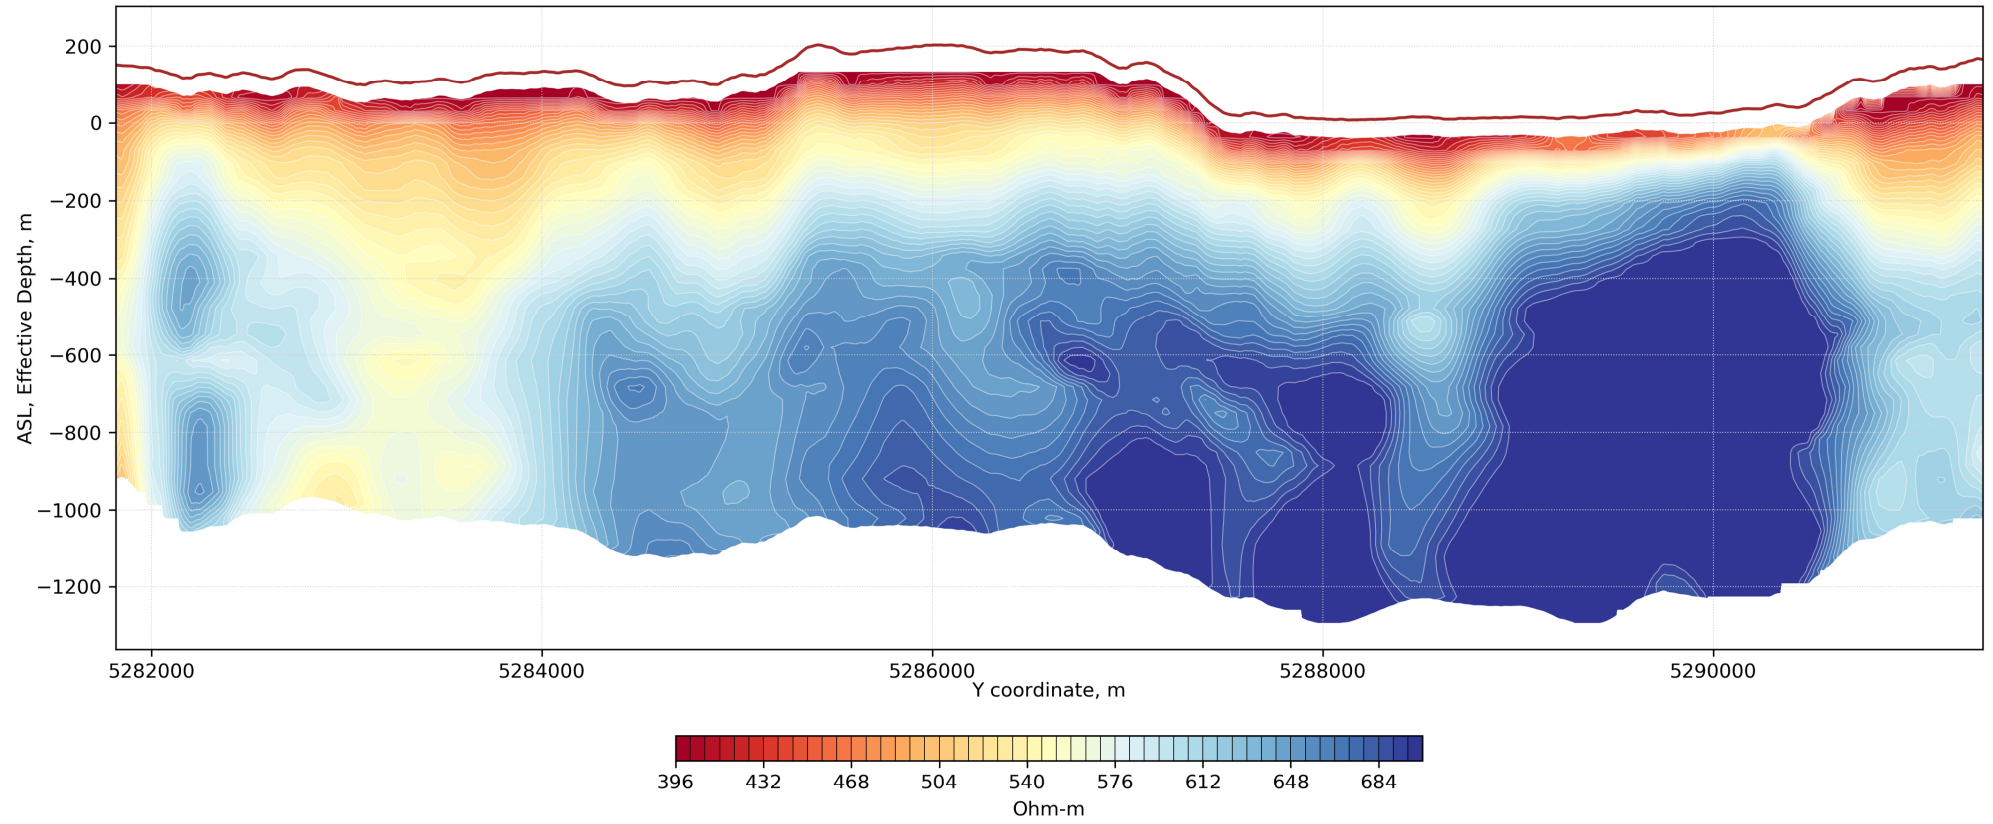 ASL, Effective Depth, m
200
0
−200
−400
−600
−800
−1000
−1200
5282000 5284000 5286000 5288000 5290000
Y coordinate, m
396 432 468 504 540 576 612 648 684
Ohm-m